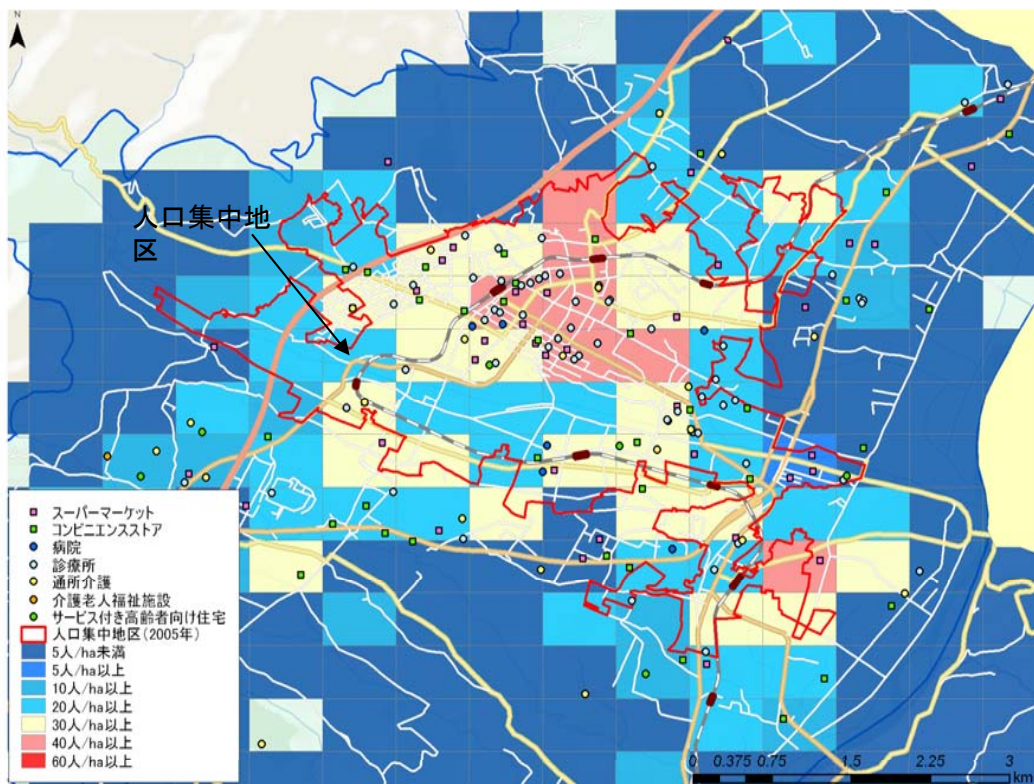 N
人口集中地
区
スーパーマーケット
コンビニエンスストア
病院
診療所
通所介護
介護老人福祉施設
サービス付き高齢者向け住宅
人口集中地区(2005年)
5人/ha未満
5人/ha以上
10人/ha以上
20人/ha以上
30人/ha以上
40人/ha以上
60人/ha以上
0 0.375 0.75 1.5 2.25 3
km